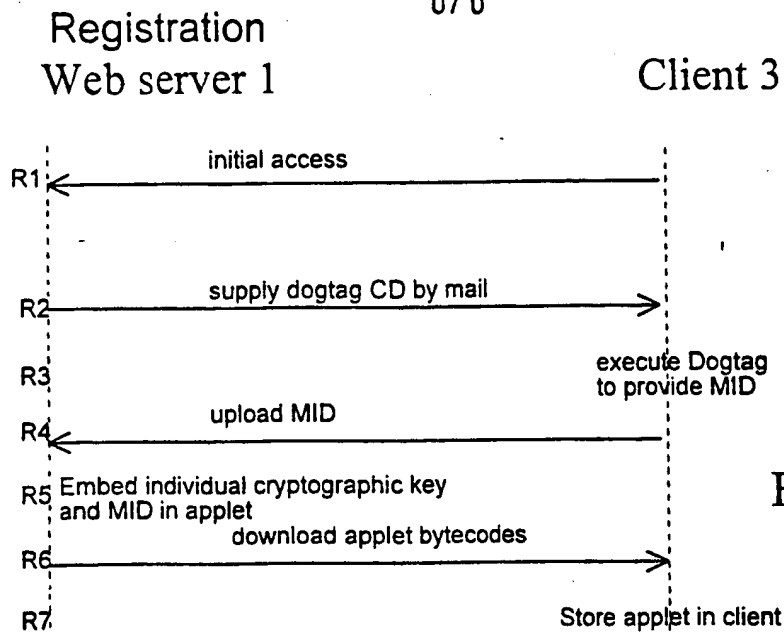 Registration
Web server 1
Client 3
R1
initial access
R2
supply dogtag CD by mail
R3
execute Dogtag
to provide MID
R4
upload MID
R5
Embed individual cryptographic key
and MID in applet
R6
download applet bytecodes
R7
Store applet in client